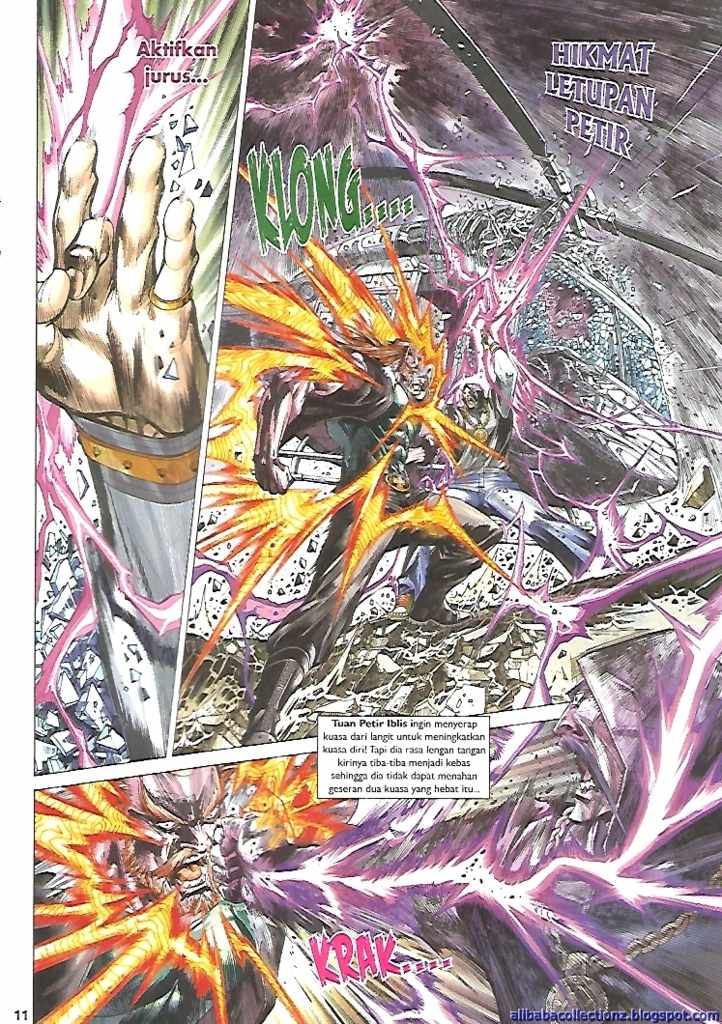 Aktifkan
jurus...
HIKMAT
LETUPAN
PETIR
KLONG....
Tuan Petir Iblis ingin menyerap
kuasa dari langit untuk meningkatkan
kuasa diri! Tapi dia rasa lengan tangan
kirinya tiba-tiba menjadi kebas
sehingga dia tidak dapat menahan
geseran dua kuasa yang hebat itu...
KRAK....
11
alibabacollectionz.blogspot.com